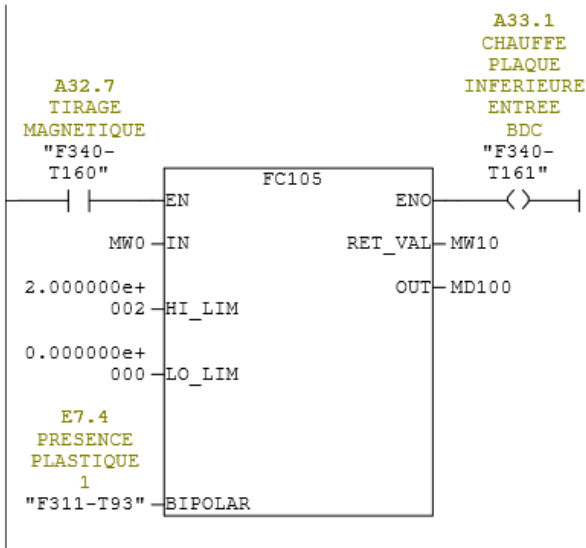 A33.1
CHAUFFE
PLAQUE
INFERIEURE
ENTREE
BDC
"F340-
T161"
A32.7
TIRAGE
MAGNETIQUE
"F340-
T160"
FC105
EN
ENO
MW0
IN
RET_VAL
MW10
2.000000e+
002
HI_LIM
OUT
MD100
0.000000e+
000
LO_LIM
E7.4
PRESENCE
PLASTIQUE
1
"F311-T93"
BIPOLAR